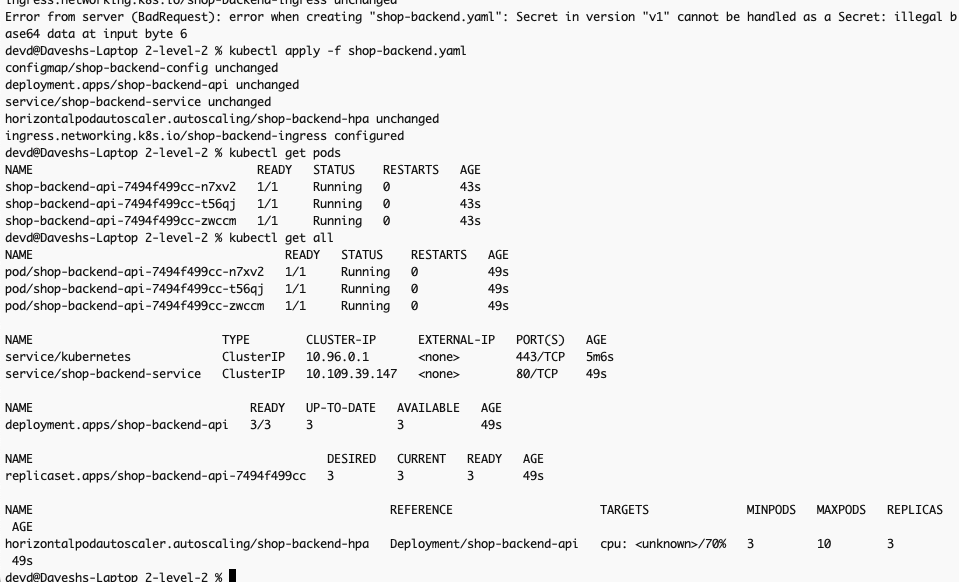 ingress.networking.k8s.io/shop-backend-ingress unchanged
Error from server (BadRequest): error when creating "shop-backend.yaml": Secret in version "v1" cannot be handled as a Secret: illegal b
ase64 data at input byte 6
devd@Daveshs-Laptop 2-level-2 % kubectl apply -f shop-backend.yaml
configmap/shop-backend-config unchanged
deployment.apps/shop-backend-api unchanged
service/shop-backend-service unchanged
horizontalpodautoscaler.autoscaling/shop-backend-hpa unchanged
ingress.networking.k8s.io/shop-backend-ingress configured
devd@Daveshs-Laptop 2-level-2 % kubectl get pods
NAME                                READY   STATUS    RESTARTS   AGE
shop-backend-api-7494f499cc-n7xv2   1/1     Running   0          43s
shop-backend-api-7494f499cc-t56qj   1/1     Running   0          43s
shop-backend-api-7494f499cc-zwccm   1/1     Running   0          43s
devd@Daveshs-Laptop 2-level-2 % kubectl get all
NAME                                    READY   STATUS    RESTARTS   AGE
pod/shop-backend-api-7494f499cc-n7xv2   1/1     Running   0          49s
pod/shop-backend-api-7494f499cc-t56qj   1/1     Running   0          49s
pod/shop-backend-api-7494f499cc-zwccm   1/1     Running   0          49s

NAME                           TYPE        CLUSTER-IP      EXTERNAL-IP   PORT(S)   AGE
service/kubernetes             ClusterIP   10.96.0.1       <none>        443/TCP   5m6s
service/shop-backend-service   ClusterIP   10.109.39.147   <none>        80/TCP    49s

NAME                               READY   UP-TO-DATE   AVAILABLE   AGE
deployment.apps/shop-backend-api   3/3     3            3           49s

NAME                                          DESIRED   CURRENT   READY   AGE
replicaset.apps/shop-backend-api-7494f499cc   3         3         3       49s

NAME                                                   REFERENCE                     TARGETS              MINPODS   MAXPODS   REPLICAS
 AGE
horizontalpodautoscaler.autoscaling/shop-backend-hpa   Deployment/shop-backend-api   cpu: <unknown>/70%   3         10        3
 49s
devd@Daveshs-Laptop 2-level-2 %